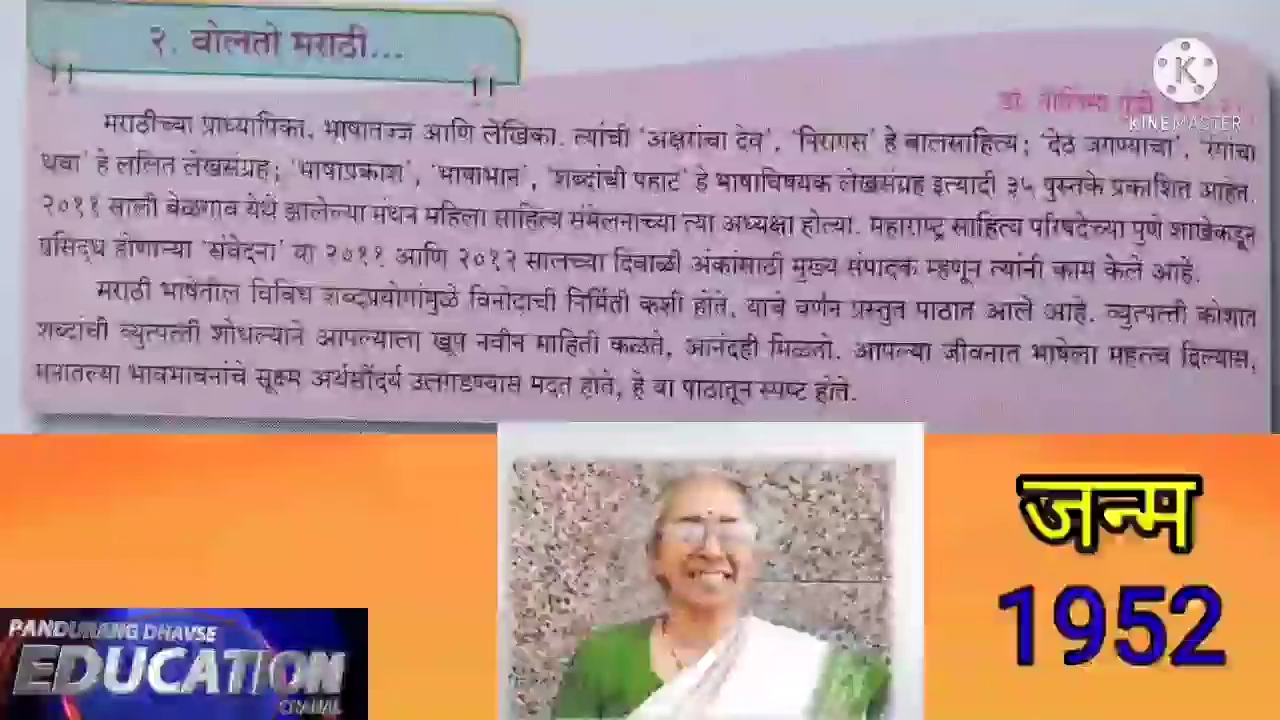 २. बोलतो मराठी...
डॉ. नीलिमा गुंडी
KINEMASTER
मराठीच्या प्राध्यापिका, भाषातज्ज्ञ आणि लेखिका. त्यांची 'अक्षरांचा देव', 'निरागस' हे बालसाहित्य; 'देठ जगण्याचा', 'रंगांचा
थवा' हे ललित लेखसंग्रह; 'भाषाप्रकाश', 'भाषाभान', 'शब्दांची पहाट' हे भाषाविषयक लेखसंग्रह इत्यादी ३५ पुस्तके प्रकाशित आहेत.
२०११ साली बेळगाव येथे झालेल्या मंथन महिला साहित्य संमेलनाच्या त्या अध्यक्षा होत्या. महाराष्ट्र साहित्य परिषदेच्या पुणे शाखेकडून
प्रसिद्ध होणाऱ्या 'संवेदना' या २०११ आणि २०१२ सालच्या दिवाळी अंकांसाठी मुख्य संपादक म्हणून त्यांनी काम केले आहे.
मराठी भाषेतील विविध शब्दप्रयोगांमुळे विनोदाची निर्मिती कशी होते, याचे वर्णन प्रस्तुत पाठात आले आहे. व्युत्पत्ती कोशात
शब्दांची व्युत्पत्ती शोधल्याने आपल्याला खूप नवीन माहिती कळते, आनंदही मिळतो. आपल्या जीवनात भाषेला महत्त्व दिल्यास,
मनातल्या भावभावनांचे सूक्ष्म अर्थसौंदर्य उलगडण्यास मदत होते, हे या पाठातून स्पष्ट होते.
जन्म
1952
PANDURANG DHAVSE
EDUCATION
CHANAL